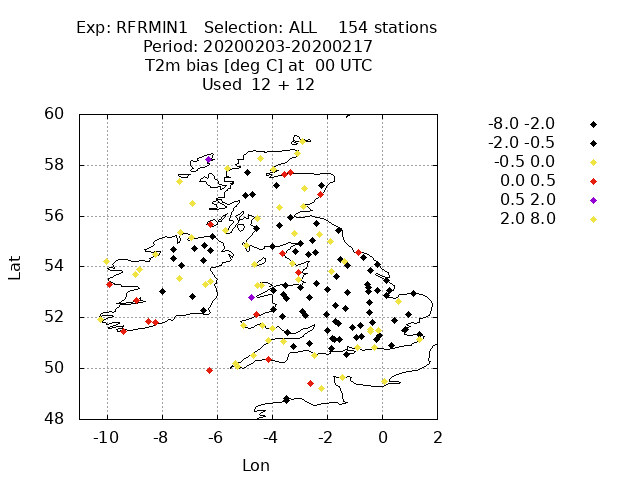 Exp: RFRMIN1 Selection: ALL 154 stations
Period: 20200203-20200217
T2m bias [deg C] at 00 UTC
Used 12 + 12
-8.0 -2.0
-2.0 -0.5
-0.5 0.0
0.0 0.5
0.5 2.0
2.0 8.0
60
58
56
54
52
50
48
Lat
-10 -8 -6 -4 -2 0 2
Lon